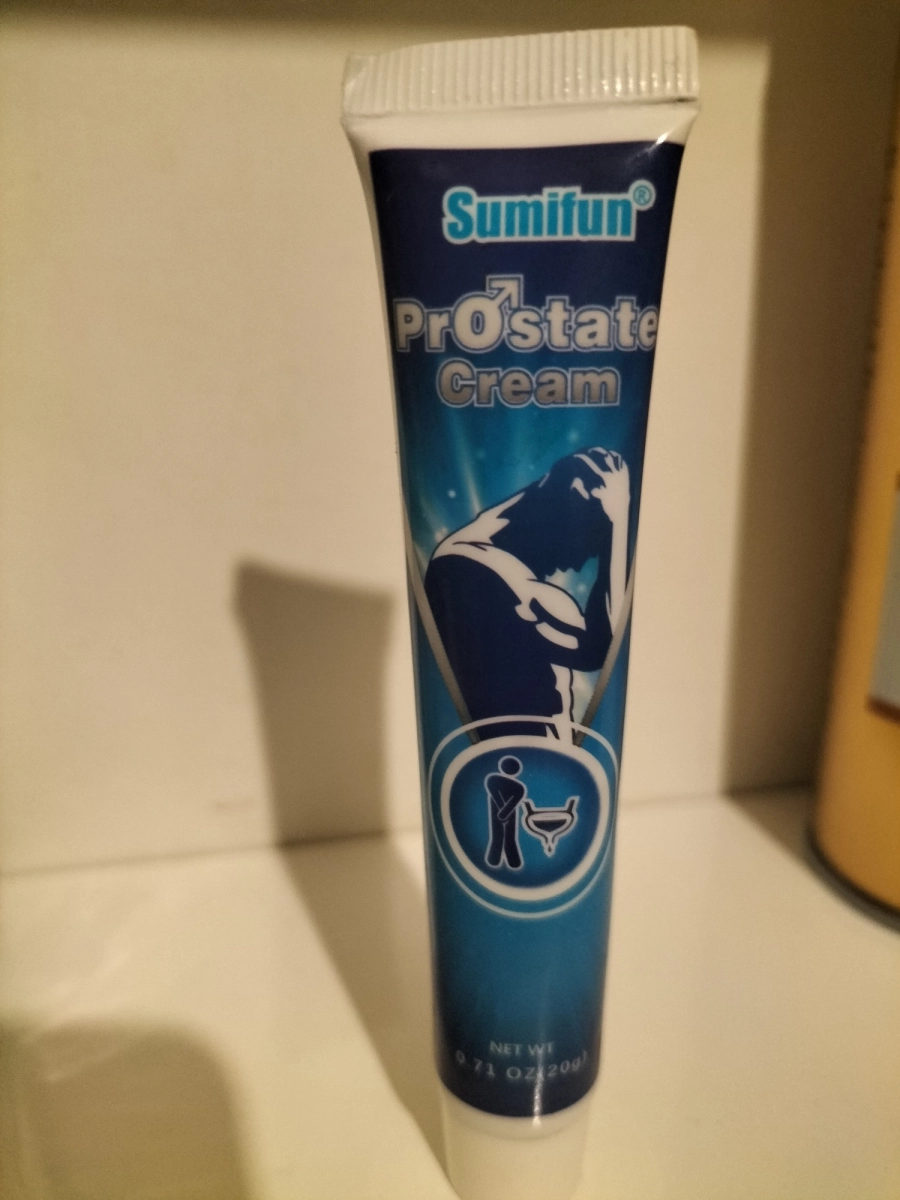 Sumifun®
Prostate
Cream
NET WT
0.71 OZ(20g)